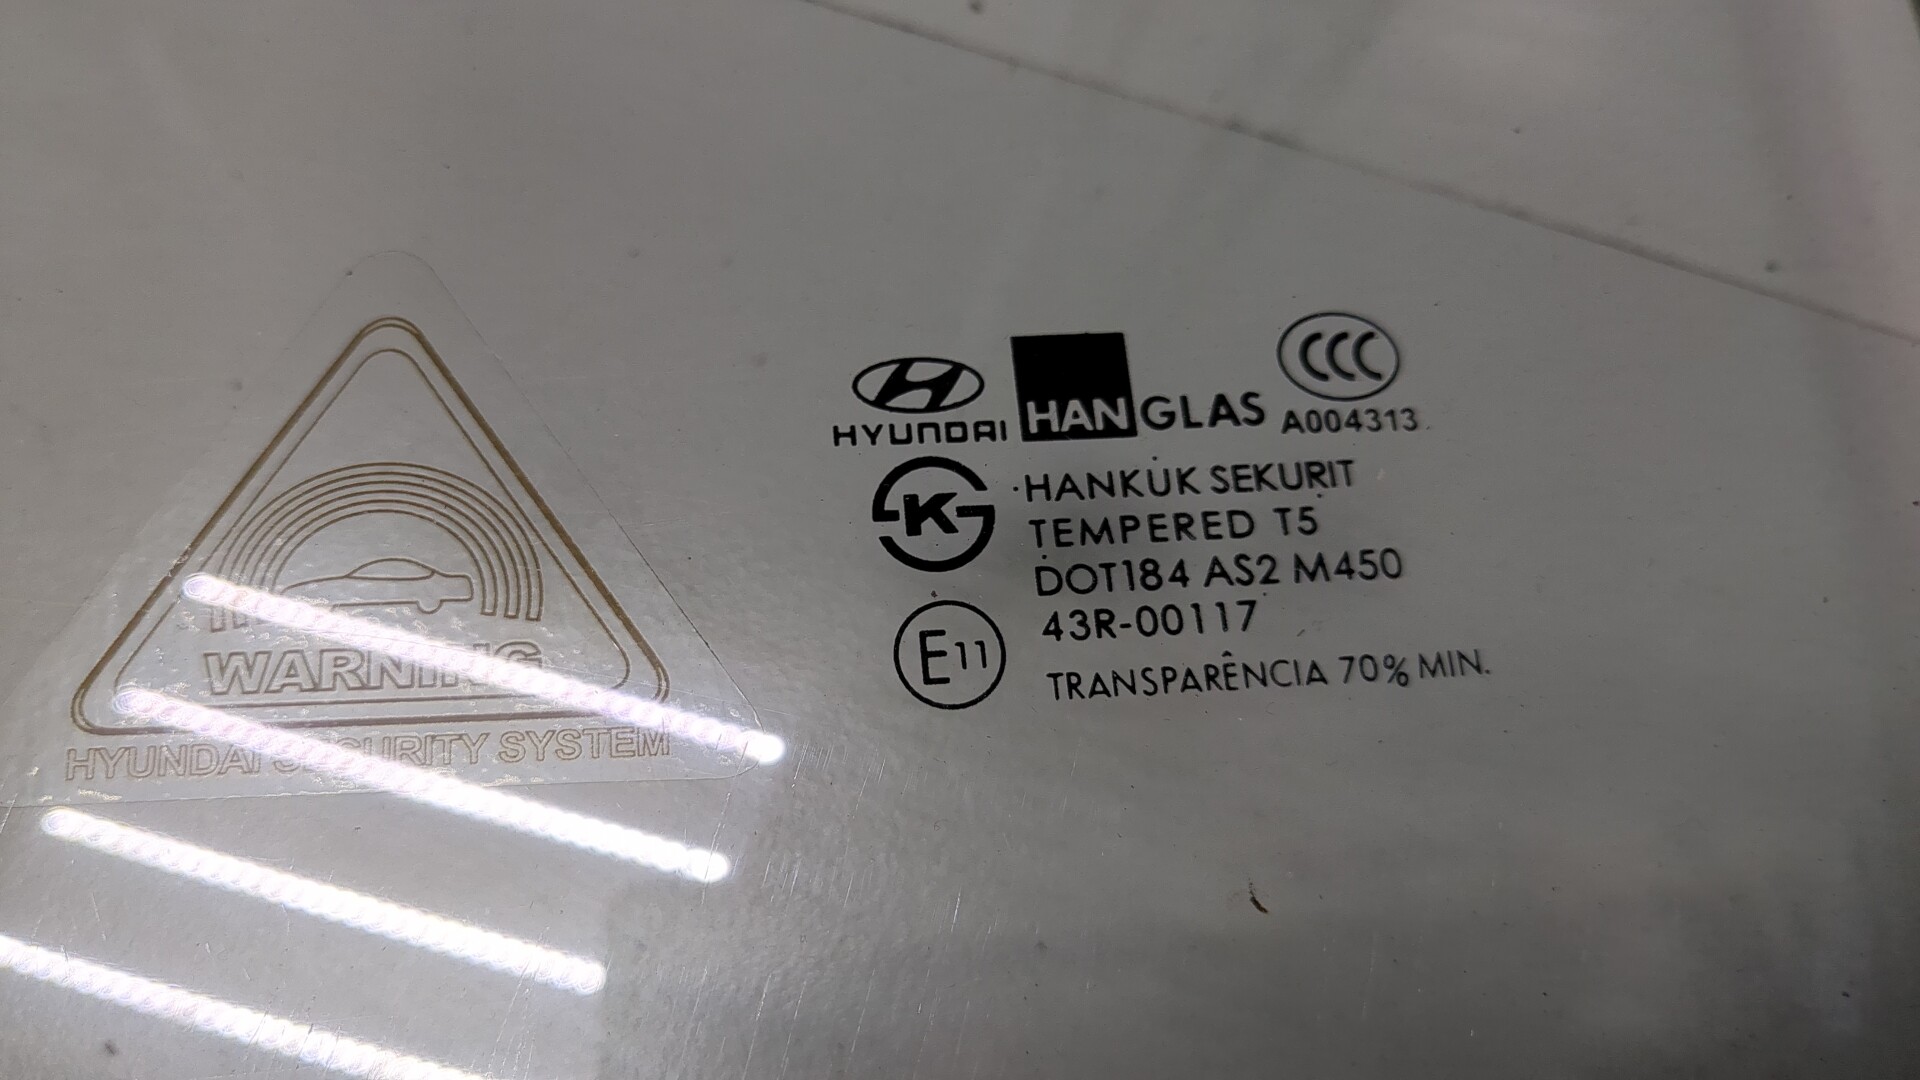 WARNING
HYUNDAI SECURITY SYSTEM
HYUNDAI HANGLAS CCC
A004313
K HANKUK SEKURIT
TEMPERED T5
DOT184 AS2 M450
E11 43R-00117
TRANSPARÊNCIA 70% MIN.